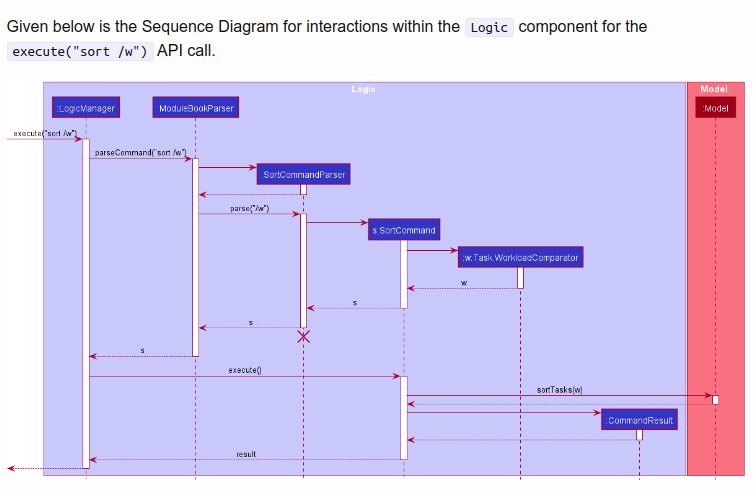 Given below is the Sequence Diagram for interactions within the Logic component for the
execute("sort /w") API call.
Logic
Model
:LogicManager
ModuleBookParser
:Model
execute("sort /w")
parseCommand("sort /w")
SortCommandParser
parse("/w")
s:SortCommand
:w:Task.WorkloadComparator
w
s
s
s
execute()
sortTasks(w)
:CommandResult
result